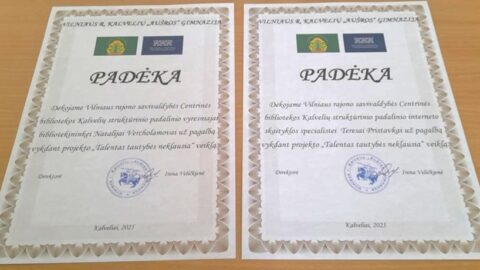 VILNIAUS R. KALVELIŲ „AUŠROS" GIMNAZIJA
PADĖKA
Dėkojame Vilniaus rajono savivaldybės Centrinės
bibliotekos Kalvelių struktūrinio padalinio vyresniajai
bibliotekininkei Natalijai Vercholamovai už pagalbą
vykdant projekto „Talentas tautybės neklausia" veiklą.
Direktorė
Irena Veličkienė
Kalveliai, 2021
VILNIAUS R. KALVELIŲ „AUŠROS" GIMNAZIJA
PADĖKA
Dėkojame Vilniaus rajono savivaldybės Centrinės
bibliotekos Kalvelių struktūrinio padalinio interneto
skaityklos specialistei Teresai Pristavkai už pagalbą
vykdant projekto „Talentas tautybės neklausia" veiklą.
Direktorė
Irena Veličkienė
Kalveliai, 2021